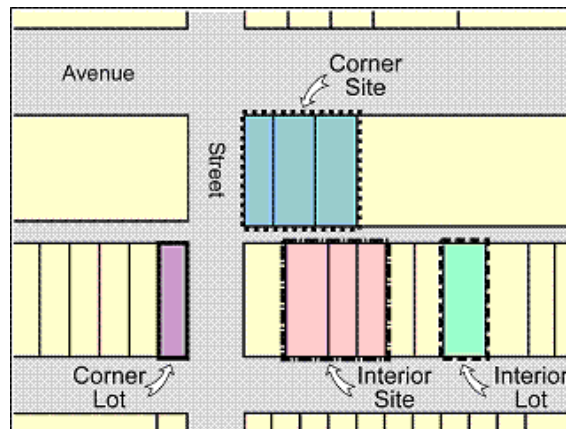 Avenue
Corner
Site
Street
Corner
Lot
Interior
Site
Interior
Lot